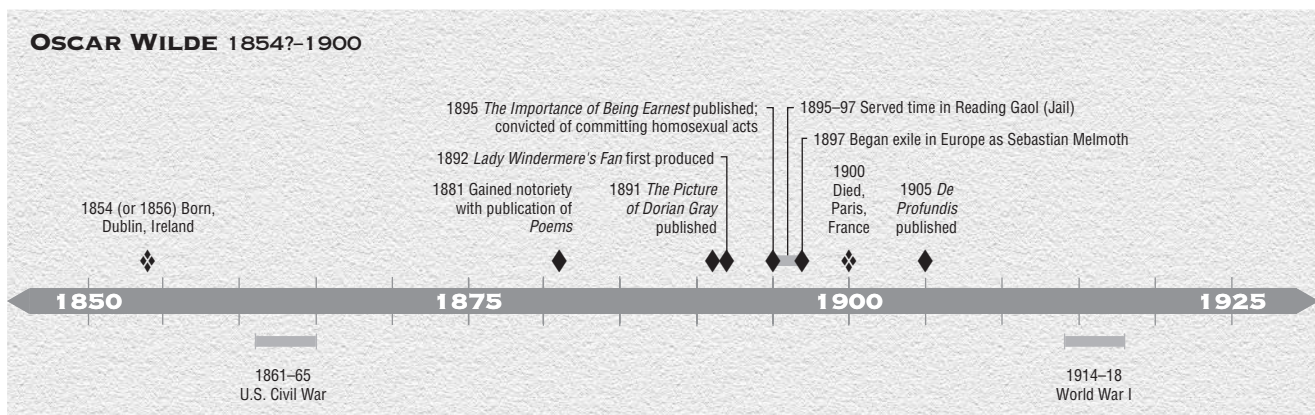 OSCAR WILDE 1854?–1900
1895 The Importance of Being Earnest published;
convicted of committing homosexual acts
1895–97 Served time in Reading Gaol (Jail)
1897 Began exile in Europe as Sebastian Melmoth
1892 Lady Windermere's Fan first produced
1854 (or 1856) Born,
Dublin, Ireland
1881 Gained notoriety
with publication of
Poems
1891 The Picture
of Dorian Gray
published
1900
Died,
Paris,
France
1905 De
Profundis
published
1850
1875
1900
1925
1861–65
U.S. Civil War
1914–18
World War I